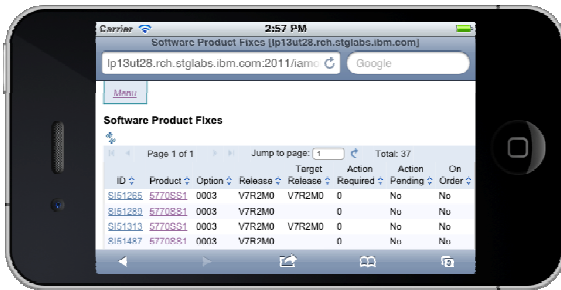 Carrier 2:57 PM
Software Product Fixes [lp13ut28.rch.stglabs.ibm.com]
lp13ut28.rch.stglabs.ibm.com:2011/iamo Google
Menu
Software Product Fixes
Page 1 of 1 Jump to page: 1 Total: 37
ID Product Option Release Target Release Action Required Action Pending On Order
SI51265 5770SS1 0003 V7R2M0 V7R2M0 0 No No
SI51289 5770SS1 0003 V7R2M0 0 No No
SI51313 5770SS1 0003 V7R2M0 V7R2M0 0 No No
SI51487 5770SS1 0003 V7R2M0 0 No No